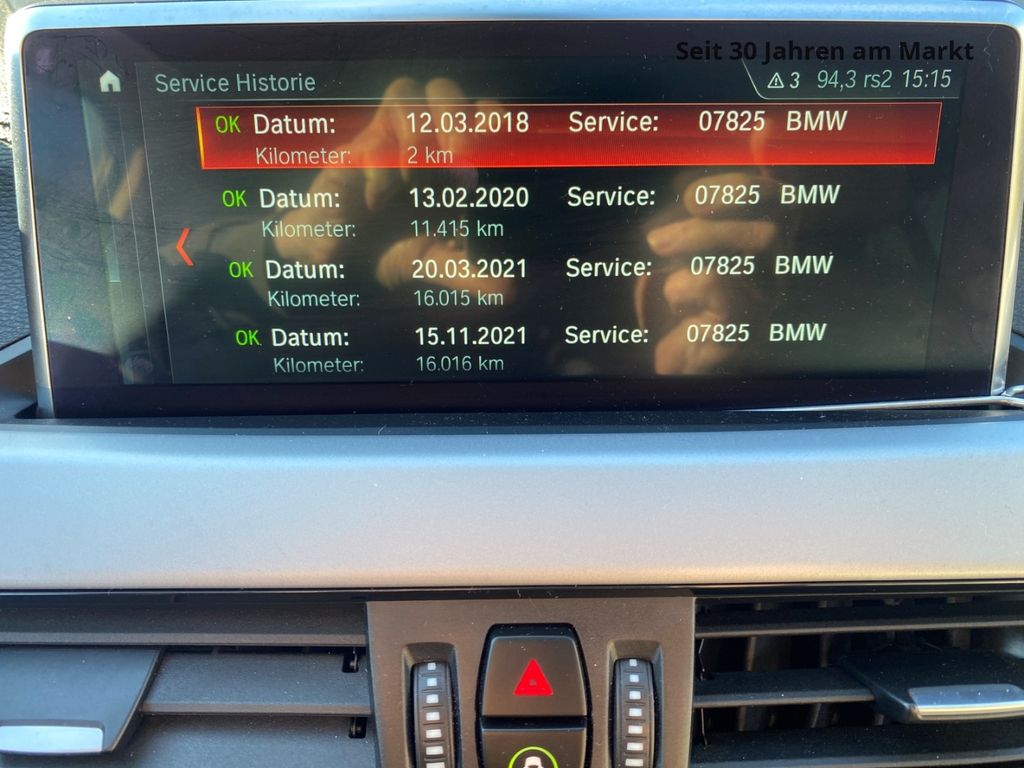 Seit 30 Jahren am Markt
Service Historie 3 94,3 rs2 15:15
OK Datum: 12.03.2018 Service: 07825 BMW
Kilometer: 2 km
OK Datum: 13.02.2020 Service: 07825 BMW
Kilometer: 11.415 km
OK Datum: 20.03.2021 Service: 07825 BMW
Kilometer: 16.015 km
OK Datum: 15.11.2021 Service: 07825 BMW
Kilometer: 16.016 km